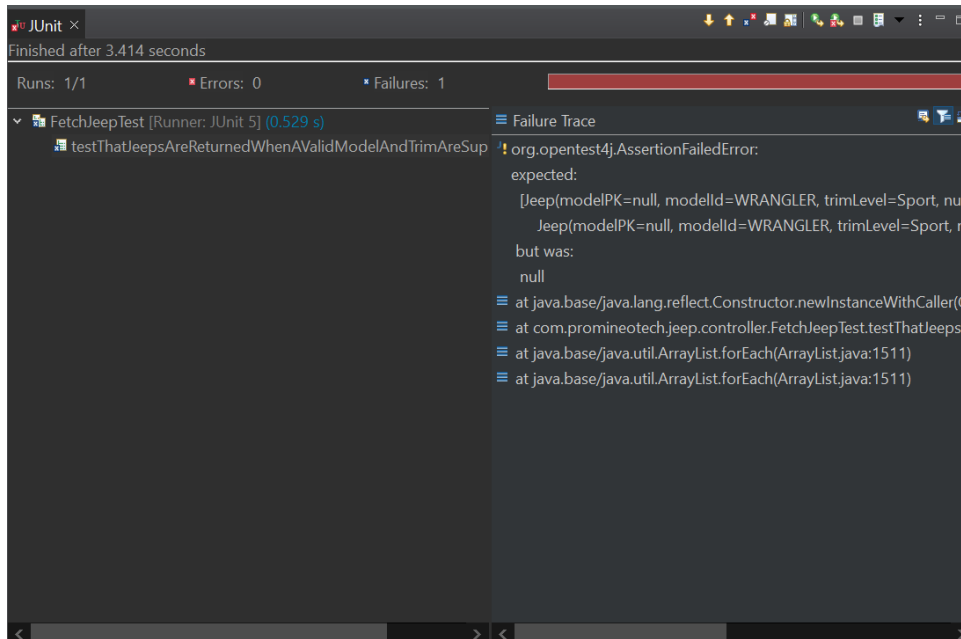 JUnit ×
Finished after 3.414 seconds
Runs: 1/1 Errors: 0 Failures: 1
FetchJeepTest [Runner: JUnit 5] (0.529 s)
testThatJeepsAreReturnedWhenAValidModelAndTrimAreSup
Failure Trace
org.opentest4j.AssertionFailedError:
expected:
[Jeep(modelPK=null, modelId=WRANGLER, trimLevel=Sport, nu
Jeep(modelPK=null, modelId=WRANGLER, trimLevel=Sport,
but was:
null
at java.base/java.lang.reflect.Constructor.newInstanceWithCaller(
at com.promineotech.jeep.controller.FetchJeepTest.testThatJeeps
at java.base/java.util.ArrayList.forEach(ArrayList.java:1511)
at java.base/java.util.ArrayList.forEach(ArrayList.java:1511)